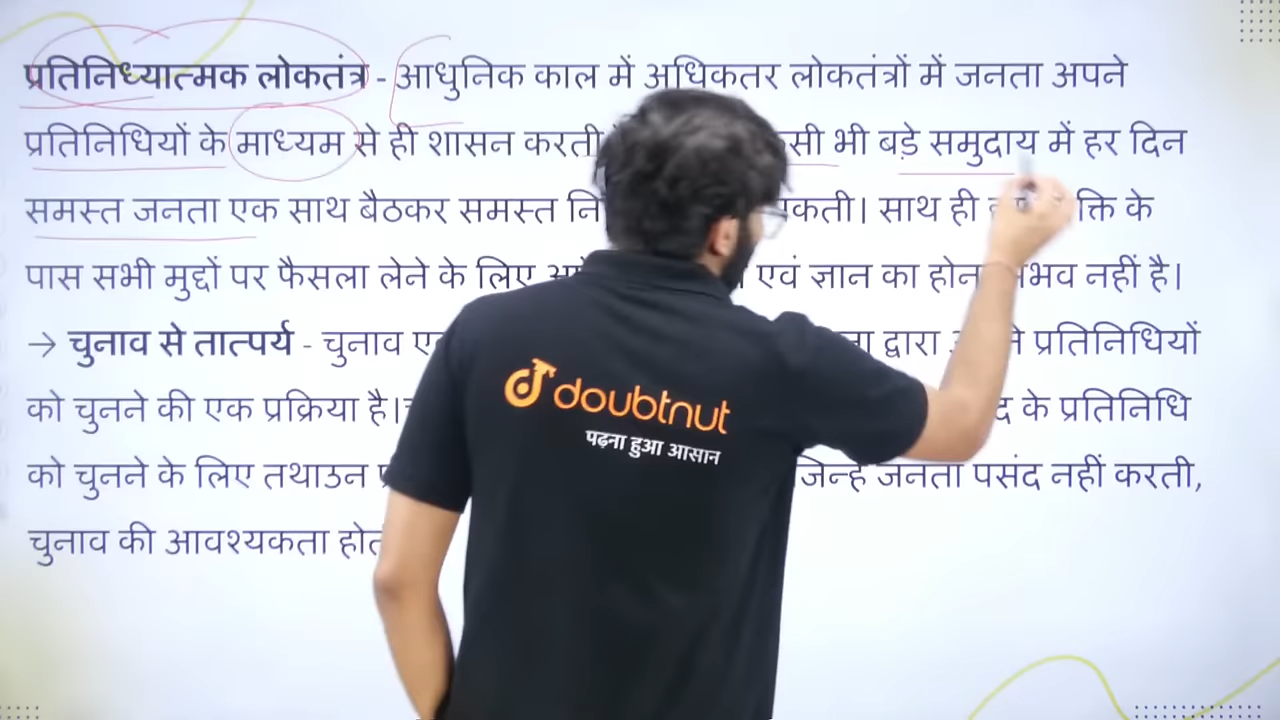 प्रतिनिध्यात्मक लोकतंत्र - आधुनिक काल में अधिकतर लोकतंत्रों में जनता अपने
प्रतिनिधियों के माध्यम से ही शासन करती भी बड़े समुदाय में हर दिन
समस्त जनता एक साथ बैठकर समस्त साथ ही के
पास सभी मुद्दों पर फैसला लेने के लिए एवं ज्ञान का नहीं है।
→ चुनाव से तात्पर्य - चुनाव द्वारा प्रतिनिधियों
को चुनने की एक प्रक्रिया है। के प्रतिनिधि
को चुनने के लिए तथाउन जिन्हें जनता पसंद नहीं करती,
चुनाव की आवश्यकता
doubtnut
पढ़ना हुआ आसान